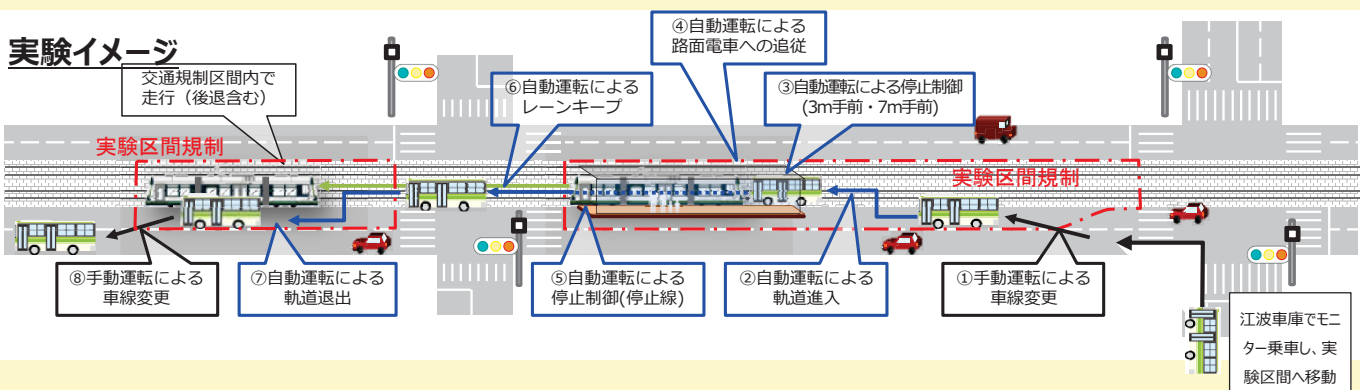 実験イメージ
交通規制区間内で
走行（後退含む）
④自動運転による
路面電車への追従
⑥自動運転による
レーンキープ
③自動運転による停止制御
(3m手前・7m手前)
実験区間規制
実験区間規制
⑧手動運転による
車線変更
⑦自動運転による
軌道退出
⑤自動運転による
停止制御(停止線)
②自動運転による
軌道進入
①手動運転による
車線変更
江波車庫でモニ
ター乗車し、実
験区間へ移動